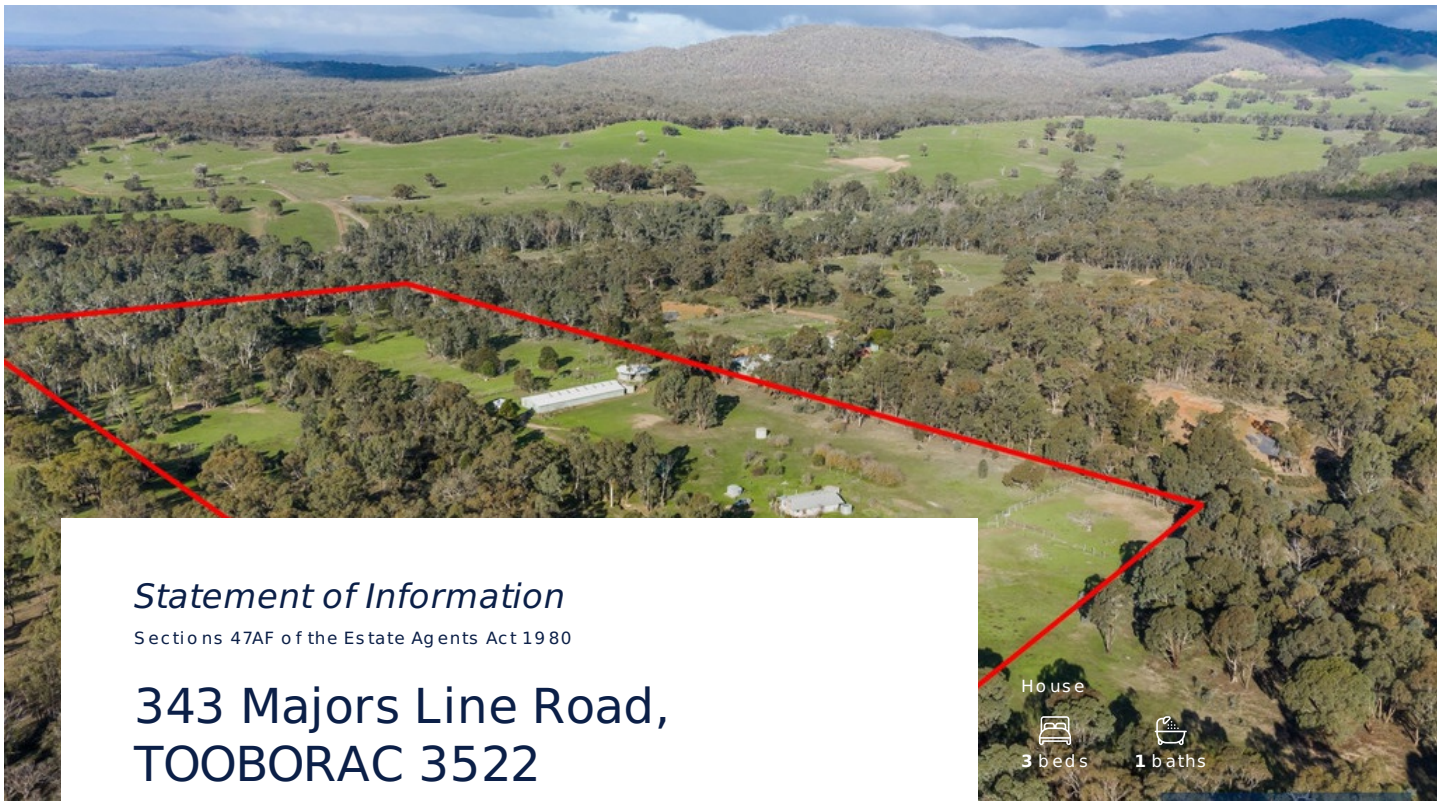 Statement of Information
Sections 47AF of the Estate Agents Act 1980
343 Majors Line Road,
TOOBORAC 3522
House
3 beds 1 baths